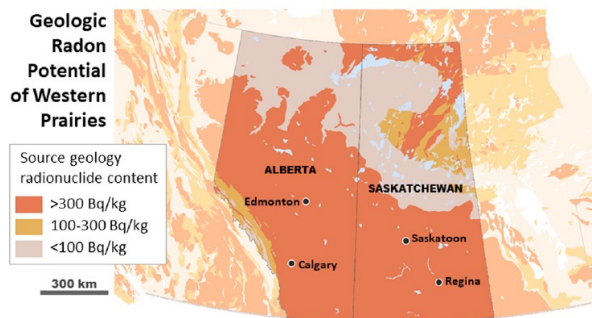 Geologic
Radon
Potential
of Western
Prairies
Source geology
radionuclide content
>300 Bq/kg
100-300 Bq/kg
<100 Bq/kg
300 km
ALBERTA
SASKATCHEWAN
Edmonton
Saskatoon
Calgary
Regina